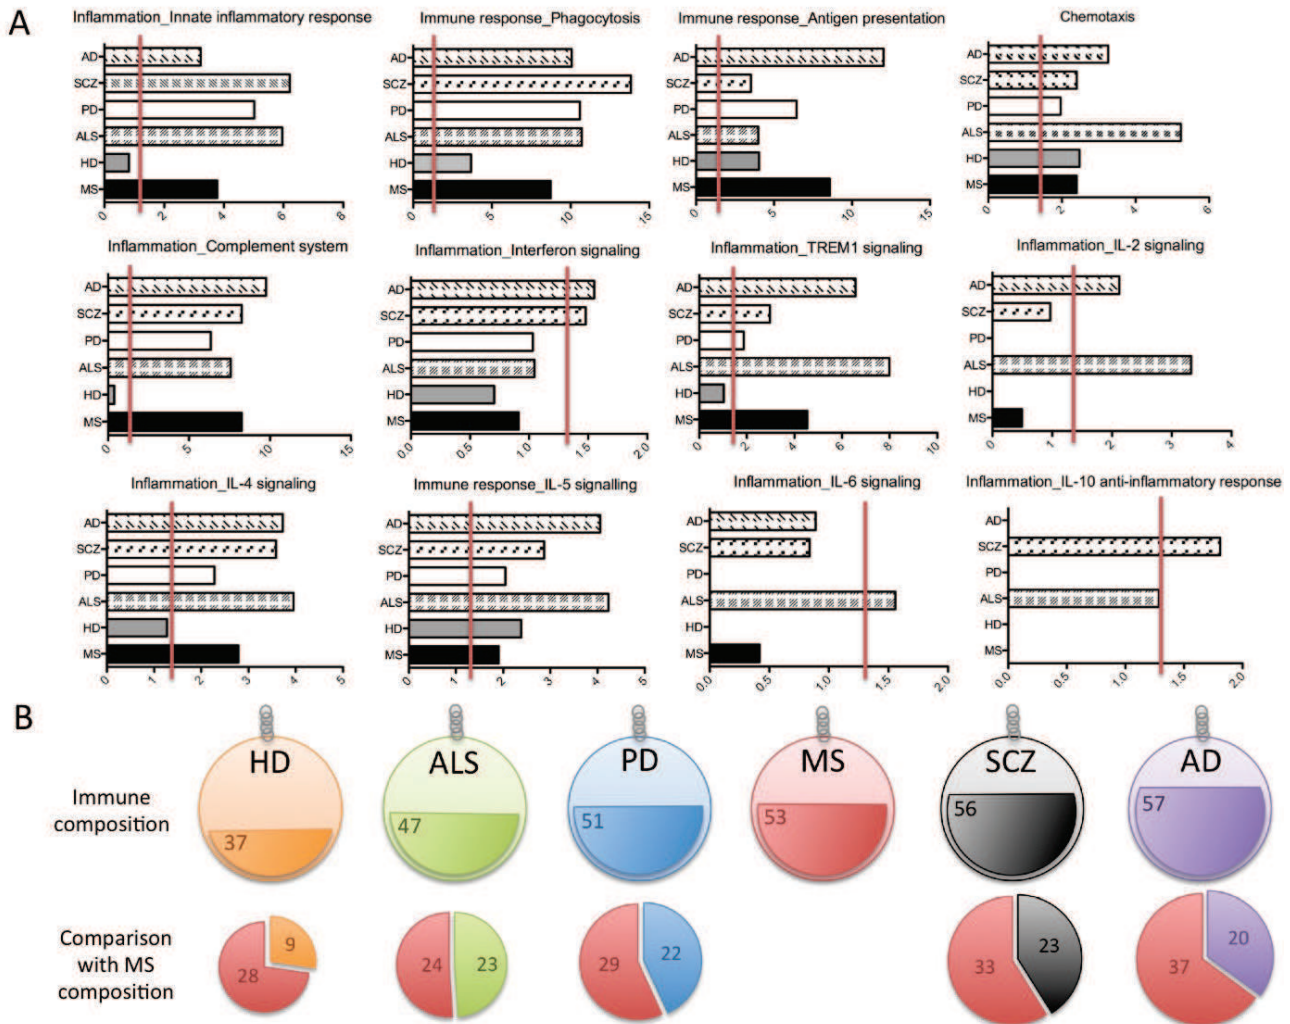 A
Inflammation_Innate inflammatory response
AD
SCZ
PD
ALS
HD
MS
0 2 4 6 8
Immune response_Phagocytosis
AD
SCZ
PD
ALS
HD
MS
0 5 10 15
Immune response_Antigen presentation
AD
SCZ
PD
ALS
HD
MS
0 5 10 15
Chemotaxis
AD
SCZ
PD
ALS
HD
MS
0 2 4 6
Inflammation_Complement system
AD
SCZ
PD
ALS
HD
MS
0 5 10 15
Inflammation_Interferon signaling
AD
SCZ
PD
ALS
HD
MS
0.0 0.5 1.0 1.5 2.0
Inflammation_TREM1 signaling
AD
SCZ
PD
ALS
HD
MS
0 2 4 6 8 10
Inflammation_IL-2 signaling
AD
SCZ
PD
ALS
HD
MS
0 1 2 3 4
Inflammation_IL-4 signaling
AD
SCZ
PD
ALS
HD
MS
0 1 2 3 4 5
Immune response_IL-5 signalling
AD
SCZ
PD
ALS
HD
MS
0 1 2 3 4 5
Inflammation_IL-6 signaling
AD
SCZ
PD
ALS
HD
MS
0.0 0.5 1.0 1.5 2.0
Inflammation_IL-10 anti-inflammatory response
AD
SCZ
PD
ALS
HD
MS
0.0 0.5 1.0 1.5 2.0
B
HD ALS PD MS SCZ AD
Immune
composition
37 47 51 53 56 57
Comparison
with MS
composition
28 9 24 23 29 22 33 23 37 20